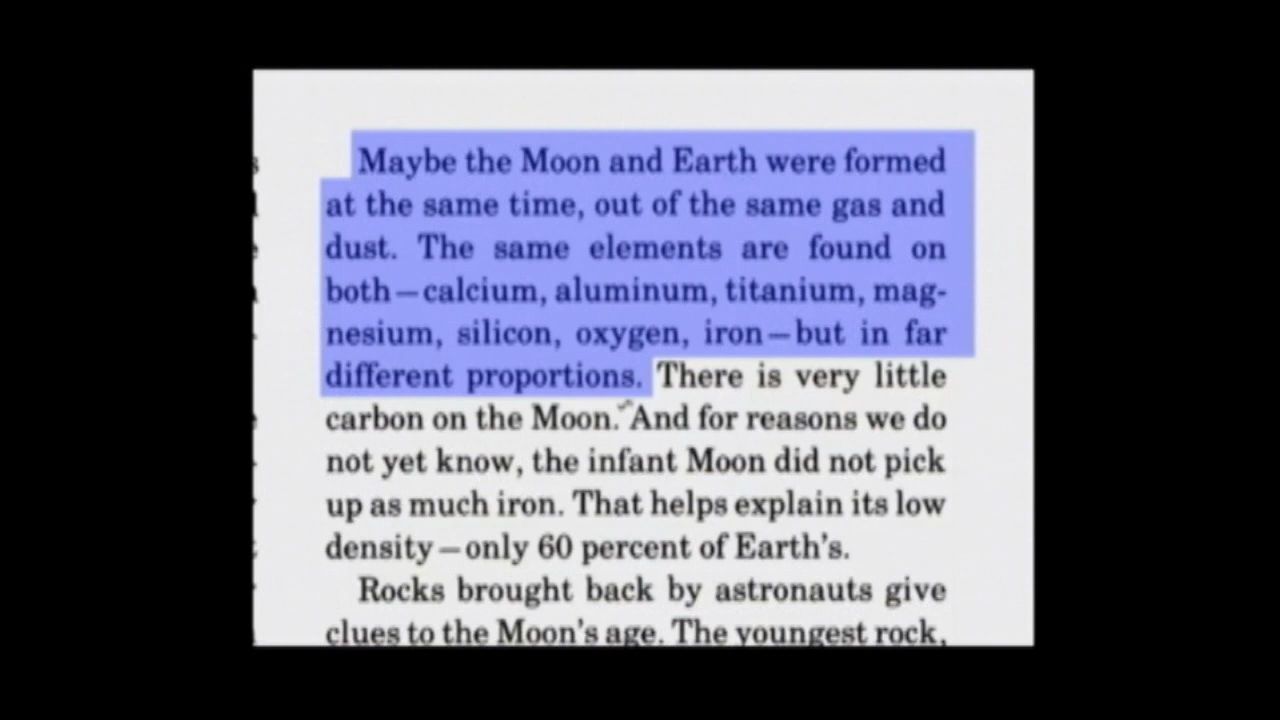 Maybe the Moon and Earth were formed
at the same time, out of the same gas and
dust. The same elements are found on
both—calcium, aluminum, titanium, mag-
nesium, silicon, oxygen, iron—but in far
different proportions. There is very little
carbon on the Moon. And for reasons we do
not yet know, the infant Moon did not pick
up as much iron. That helps explain its low
density—only 60 percent of Earth's.
Rocks brought back by astronauts give
clues to the Moon's age. The youngest rock,